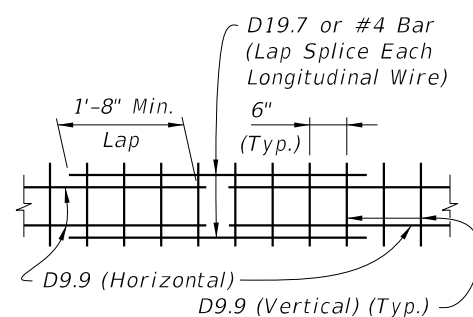 D19.7 or #4 Bar
(Lap Splice Each
Longitudinal Wire)
1'-8" Min.
Lap
6"
(Typ.)
D9.9 (Horizontal)
D9.9 (Vertical) (Typ.)